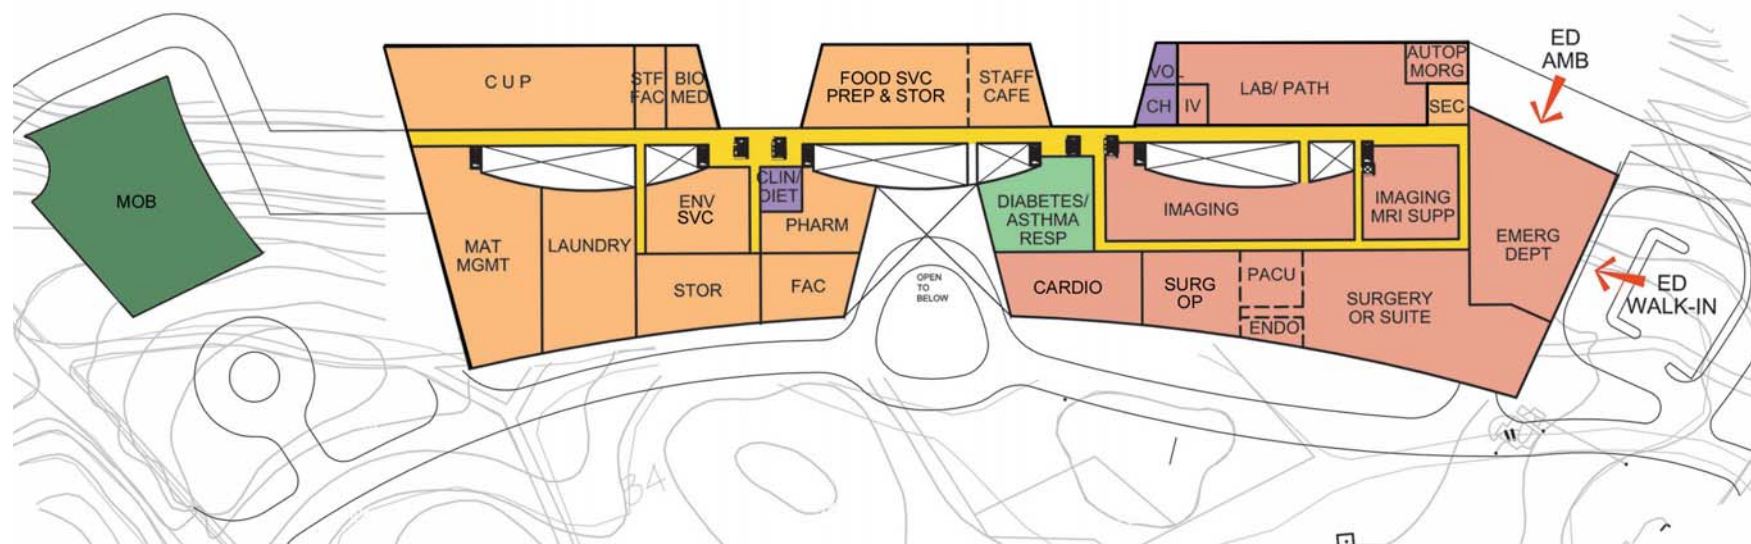 ED
AMB
C U P
STF
FAC
BIO
MED
FOOD SVC
PREP & STOR
STAFF
CAFE
VOL
CH
IV
LAB/ PATH
AUTOP
MORG
SEC
MOB
MAT
MGMT
LAUNDRY
ENV
SVC
CLIN/
DIET
PHARM
STOR
FAC
OPEN
TO
BELOW
DIABETES/
ASTHMA
RESP
IMAGING
IMAGING
MRI SUPP
EMERG
DEPT
CARDIO
SURG
OP
PACU
ENDO
SURGERY
OR SUITE
ED
WALK-IN
34